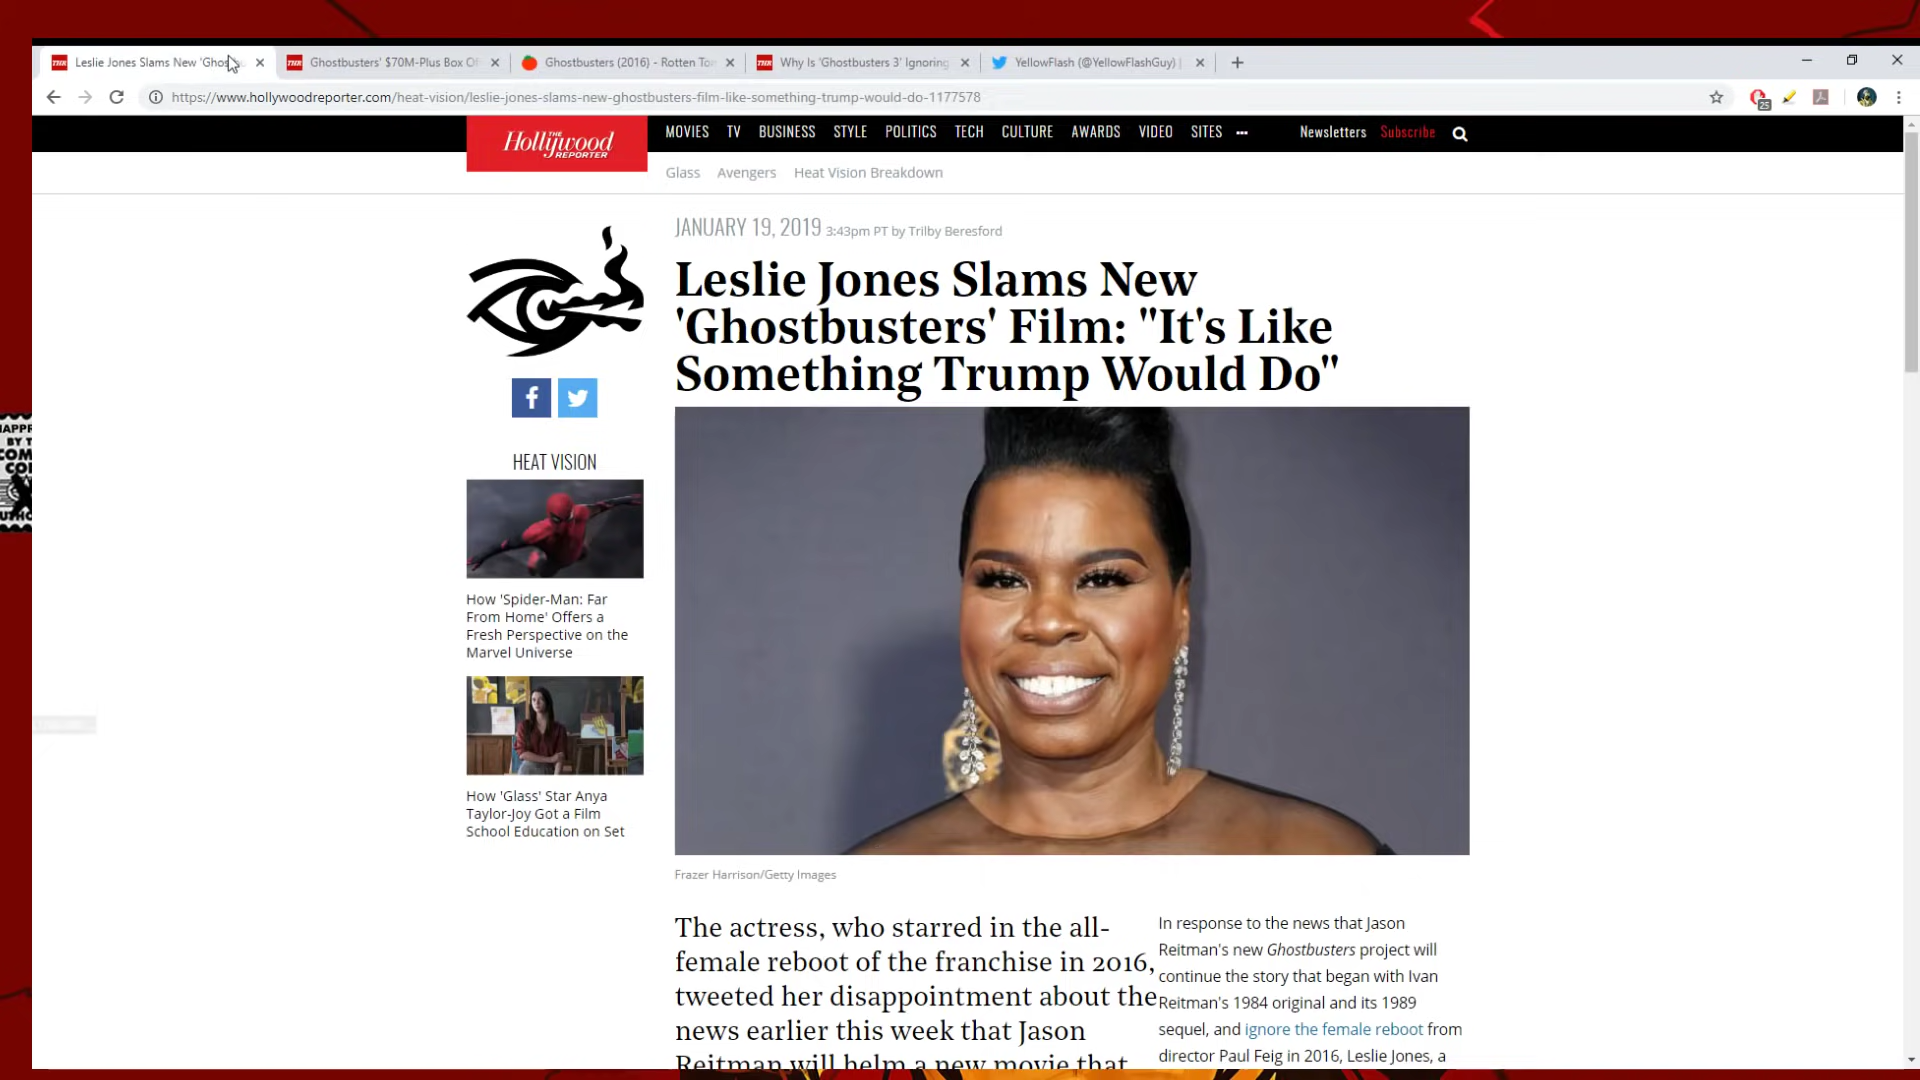 Leslie Jones Slams New 'Ghos
Ghostbusters' $70M-Plus Box Of
Ghostbusters (2016) - Rotten Tom
Why Is 'Ghostbusters 3' Ignoring
YellowFlash (@YellowFlashGuy) |
https://www.hollywoodreporter.com/heat-vision/leslie-jones-slams-new-ghostbusters-film-like-something-trump-would-do-1177578
25
THE
Hollywood
REPORTER
MOVIES TV BUSINESS STYLE POLITICS TECH CULTURE AWARDS VIDEO SITES ••• Newsletters Subscribe
Glass Avengers Heat Vision Breakdown
JANUARY 19, 2019 3:43pm PT by Trilby Beresford
Leslie Jones Slams New
'Ghostbusters' Film: "It's Like
Something Trump Would Do"
HEAT VISION
How 'Spider-Man: Far
From Home' Offers a
Fresh Perspective on the
Marvel Universe
How 'Glass' Star Anya
Taylor-Joy Got a Film
School Education on Set
Frazer Harrison/Getty Images
The actress, who starred in the all-
female reboot of the franchise in 2016,
tweeted her disappointment about the
news earlier this week that Jason
Reitman will helm a new movie that
In response to the news that Jason
Reitman's new Ghostbusters project will
continue the story that began with Ivan
Reitman's 1984 original and its 1989
sequel, and ignore the female reboot from
director Paul Feig in 2016, Leslie Jones, a